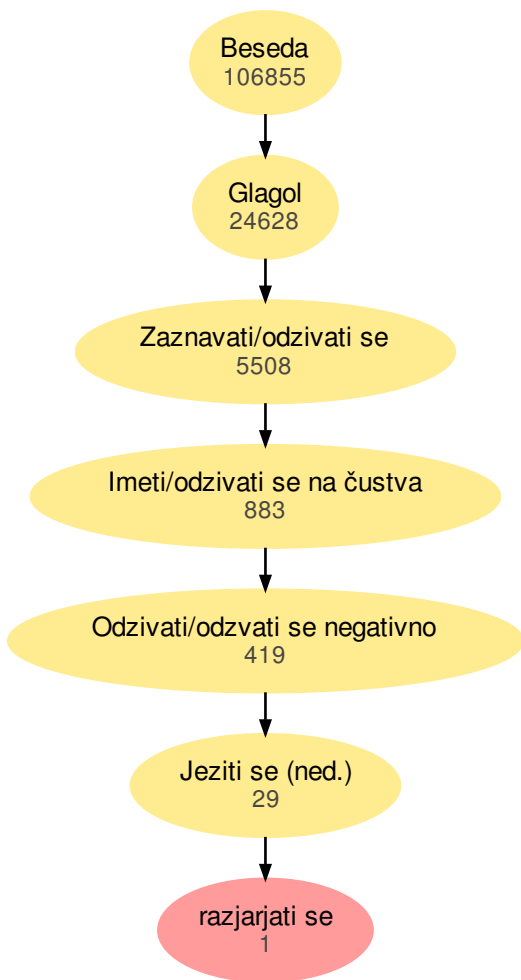 Beseda
106855
Glagol
24628
Zaznavati/odzivati se
5508
Imeti/odzivati se na čustva
883
Odzivati/odzvati se negativno
419
Jeziti se (ned.)
29
razjarjati se
1